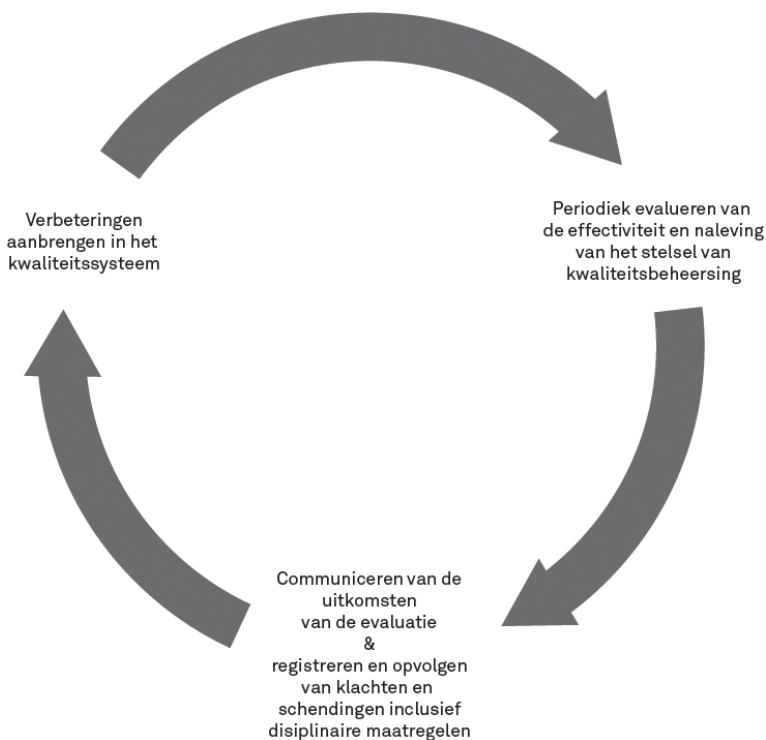 Verbeteringen
aanbrengen in het
kwaliteitssysteem
Periodiek evalueren van
de effectiviteit en naleving
van het stelsel van
kwaliteitsbeheersing
Communiceren van de
uitkomsten
van de evaluatie
&
registreren en opvolgen
van klachten en
schendingen inclusief
disiplinaire maatregelen